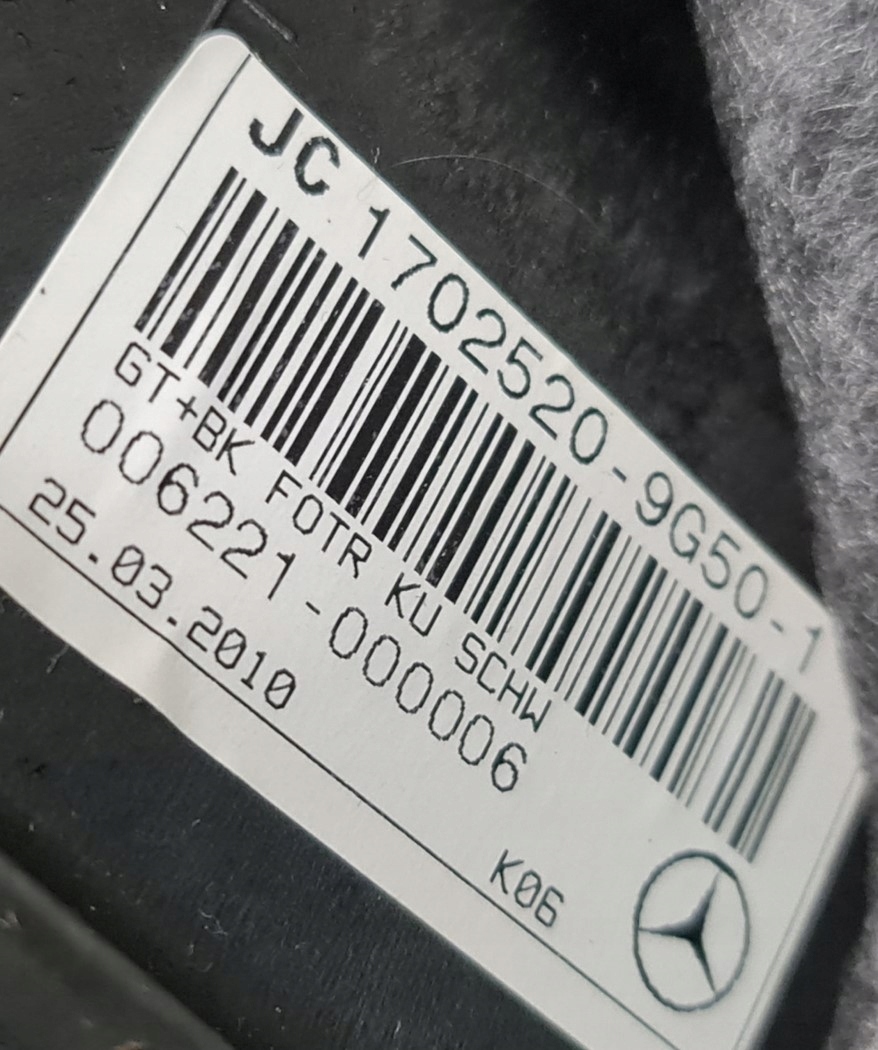 JC 1702520-9G50-1
GT+BK FOTR KU SCHW
006221-000006
25.03.2010
K06